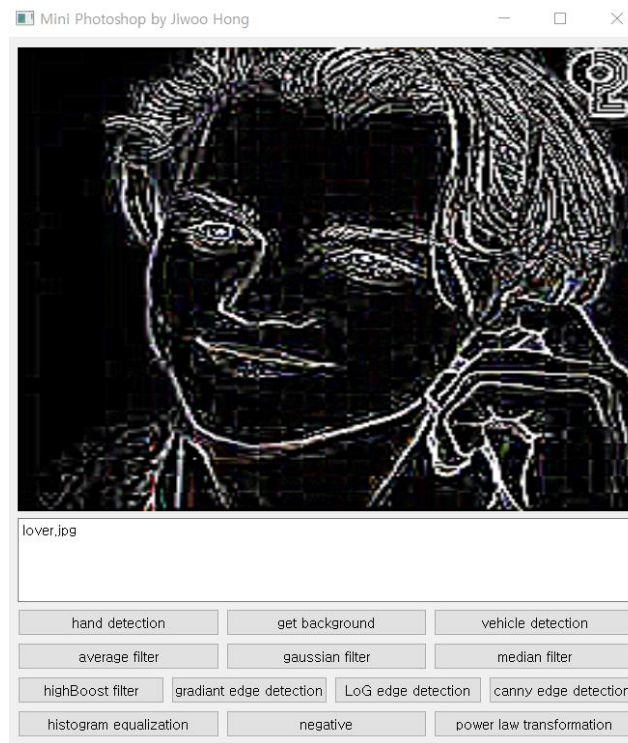 Mini Photoshop by Jiwoo Hong
lover.jpg
hand detection get background vehicle detection
average filter gaussian filter median filter
highBoost filter gradiant edge detection LoG edge detection canny edge detection
histogram equalization negative power law transformation